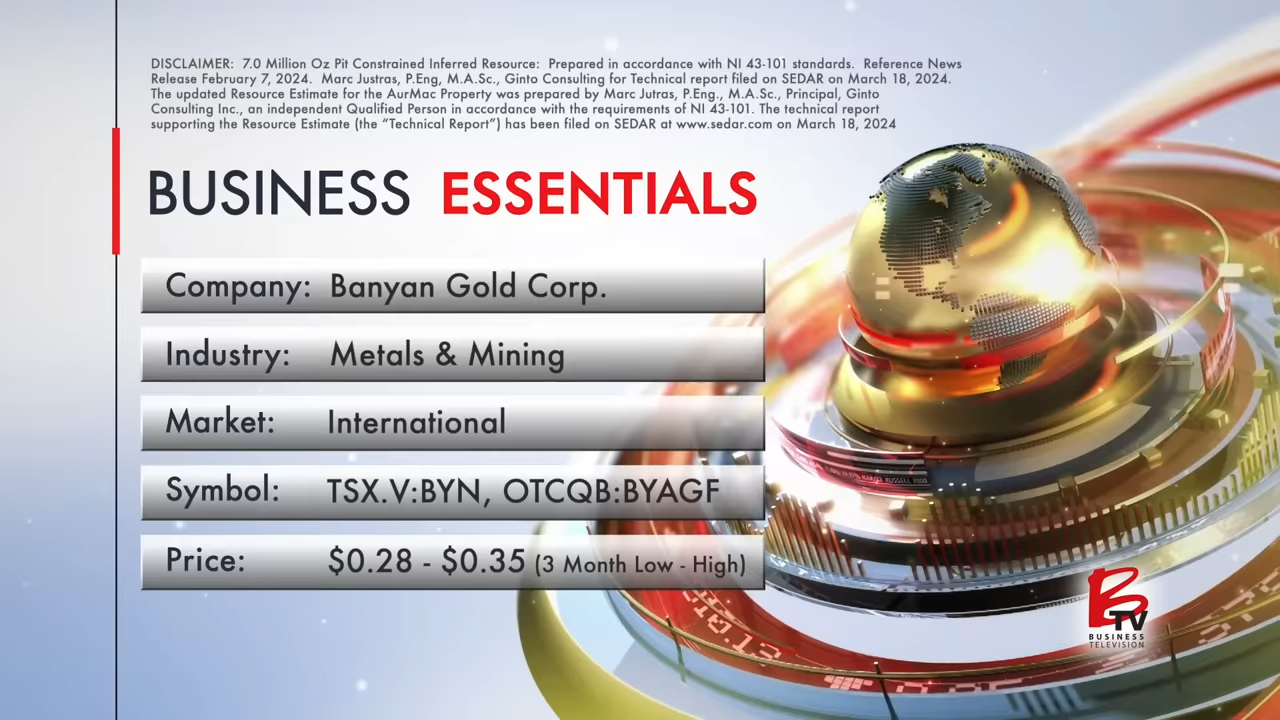 DISCLAIMER: 7.0 Million Oz Pit Constrained Inferred Resource: Prepared in accordance with NI 43-101 standards. Reference News
Release February 7, 2024. Marc Justras, P.Eng, M.A.Sc., Ginto Consulting for Technical report filed on SEDAR on March 18, 2024.
The updated Resource Estimate for the AurMac Property was prepared by Marc Jutras, P.Eng., M.A.Sc., Principal, Ginto
Consulting Inc., an independent Qualified Person in accordance with the requirements of NI 43-101. The technical report
supporting the Resource Estimate (the “Technical Report”) has been filed on SEDAR at www.sedar.com on March 18, 2024
BUSINESS ESSENTIALS
Company: Banyan Gold Corp.
Industry: Metals & Mining
Market: International
Symbol: TSX.V:BYN, OTCQB:BYAGF
Price: $0.28 - $0.35 (3 Month Low - High)
BTV
BUSINESS
TELEVISION